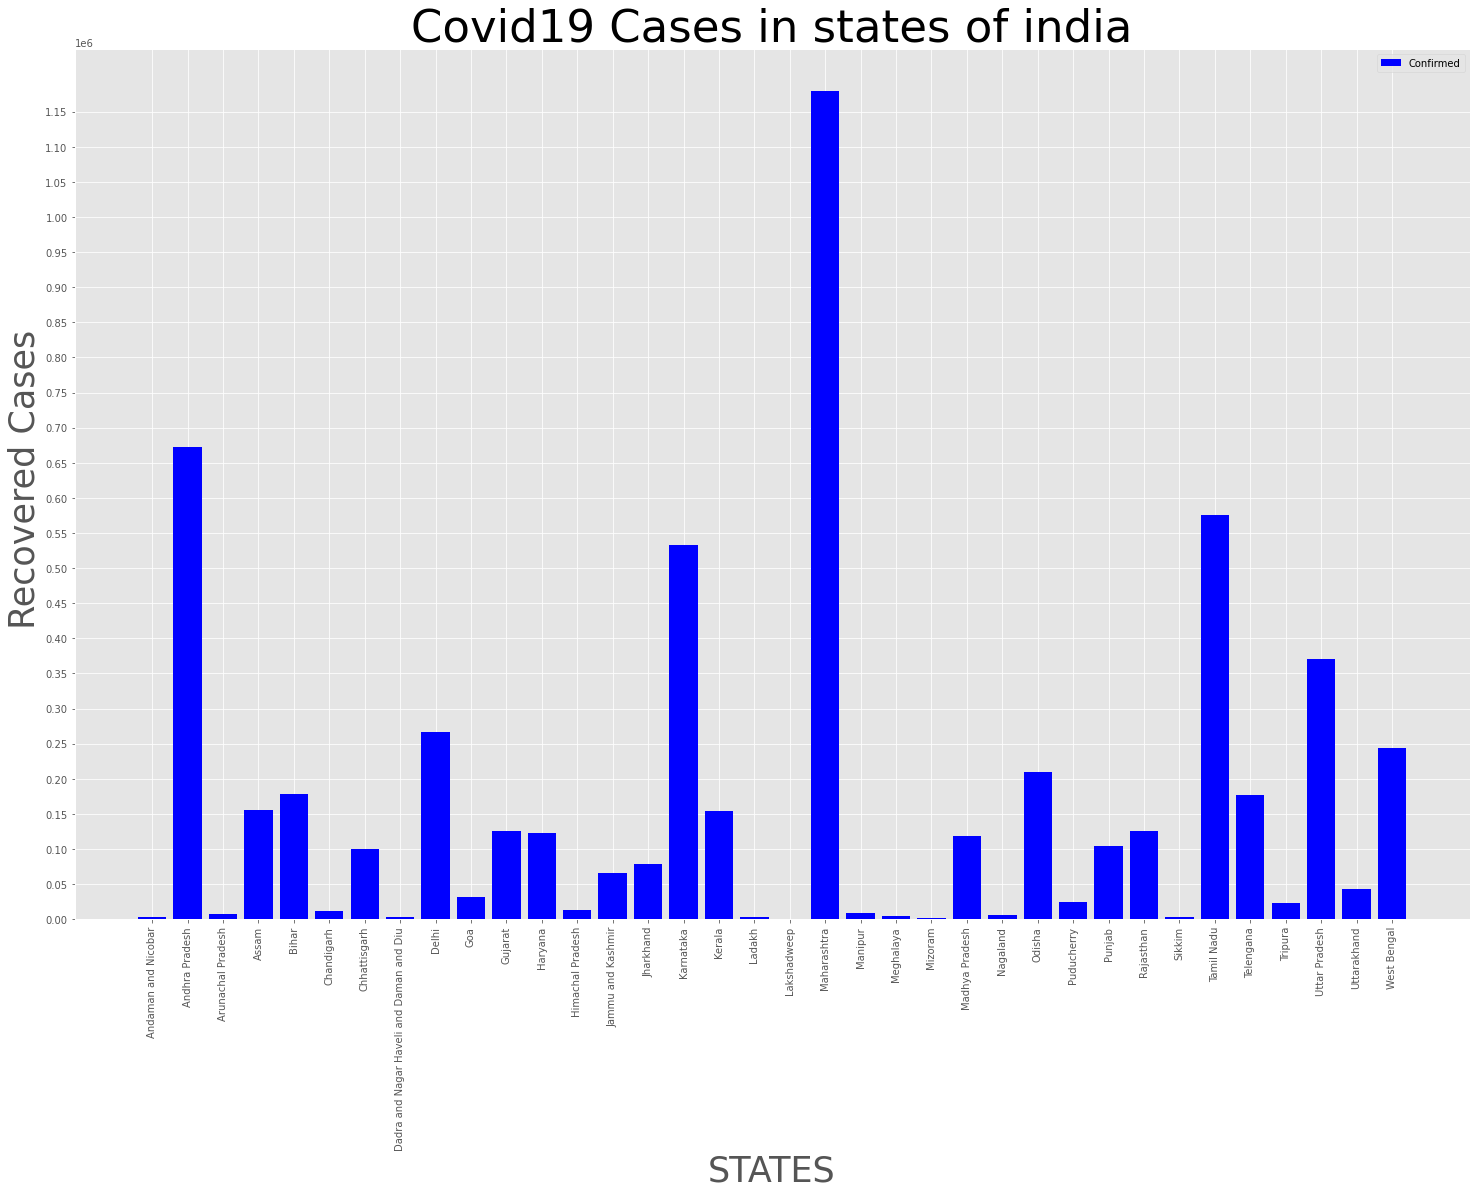 Covid19 Cases in states of india
1e6
Confirmed
1.15
1.10
1.05
1.00
0.95
0.90
0.85
0.80
0.75
0.70
0.65
0.60
0.55
0.50
0.45
0.40
0.35
0.30
0.25
0.20
0.15
0.10
0.05
0.00
Recovered Cases
Andaman and Nicobar
Andhra Pradesh
Arunachal Pradesh
Assam
Bihar
Chandigarh
Chhattisgarh
Dadra and Nagar Haveli and Daman and Diu
Delhi
Goa
Gujarat
Haryana
Himachal Pradesh
Jammu and Kashmir
Jharkhand
Karnataka
Kerala
Ladakh
Lakshadweep
Maharashtra
Manipur
Meghalaya
Mizoram
Madhya Pradesh
Nagaland
Odisha
Puducherry
Punjab
Rajasthan
Sikkim
Tamil Nadu
Telengana
Tripura
Uttar Pradesh
Uttarakhand
West Bengal
STATES